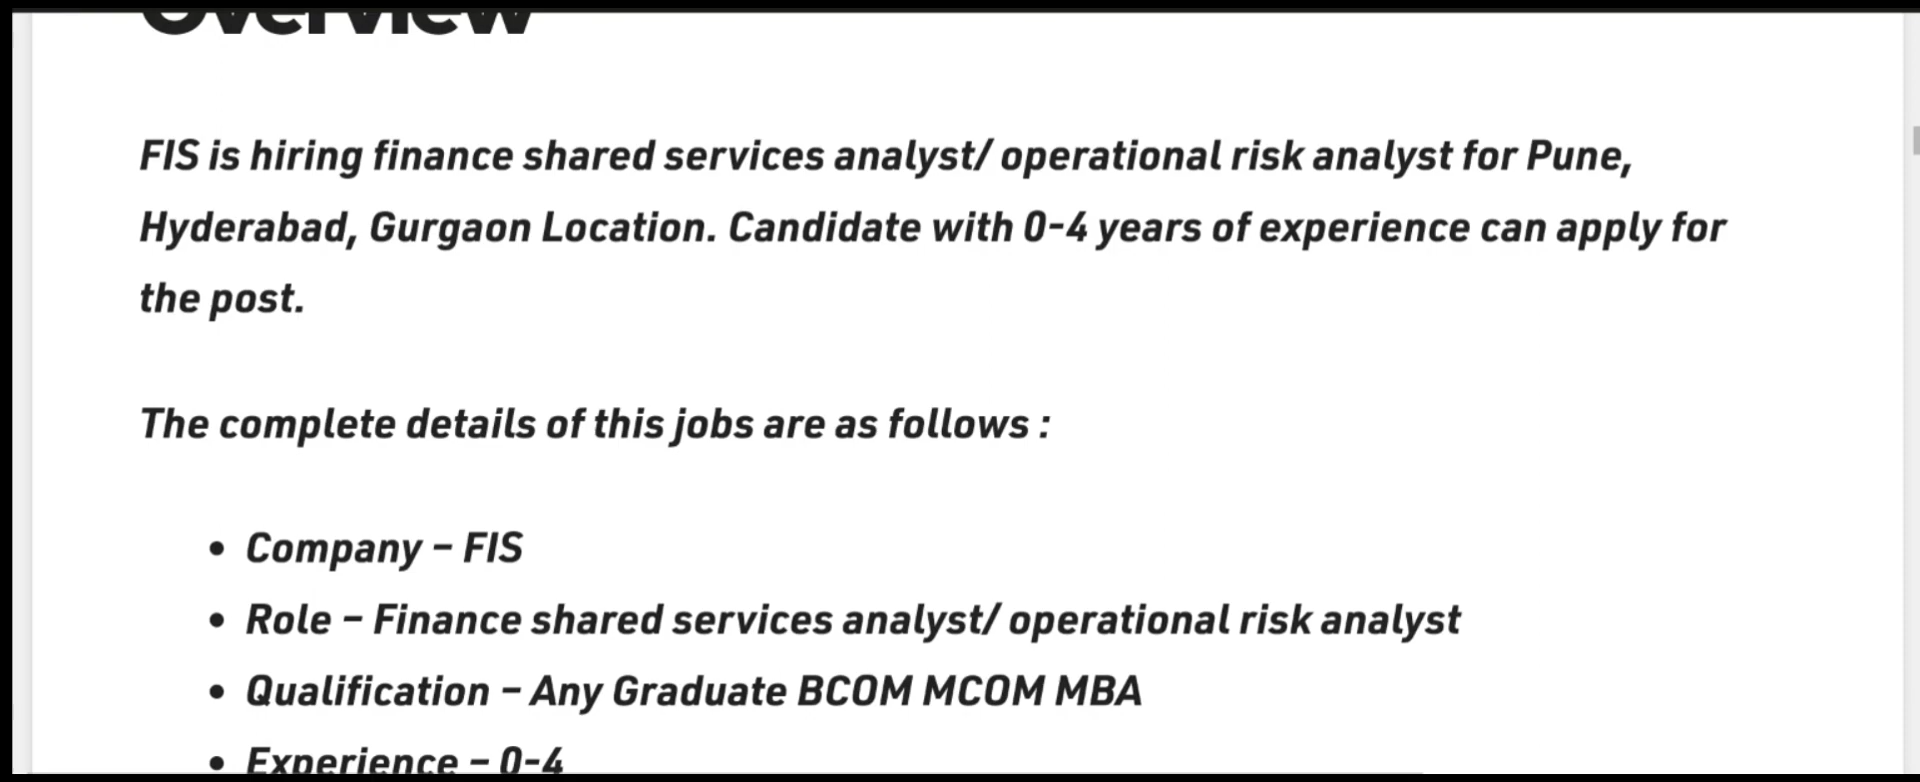 Overview
FIS is hiring finance shared services analyst/ operational risk analyst for Pune,
Hyderabad, Gurgaon Location. Candidate with 0-4 years of experience can apply for
the post.
The complete details of this jobs are as follows :
• Company – FIS
• Role – Finance shared services analyst/ operational risk analyst
• Qualification – Any Graduate BCOM MCOM MBA
• Experience – 0-4